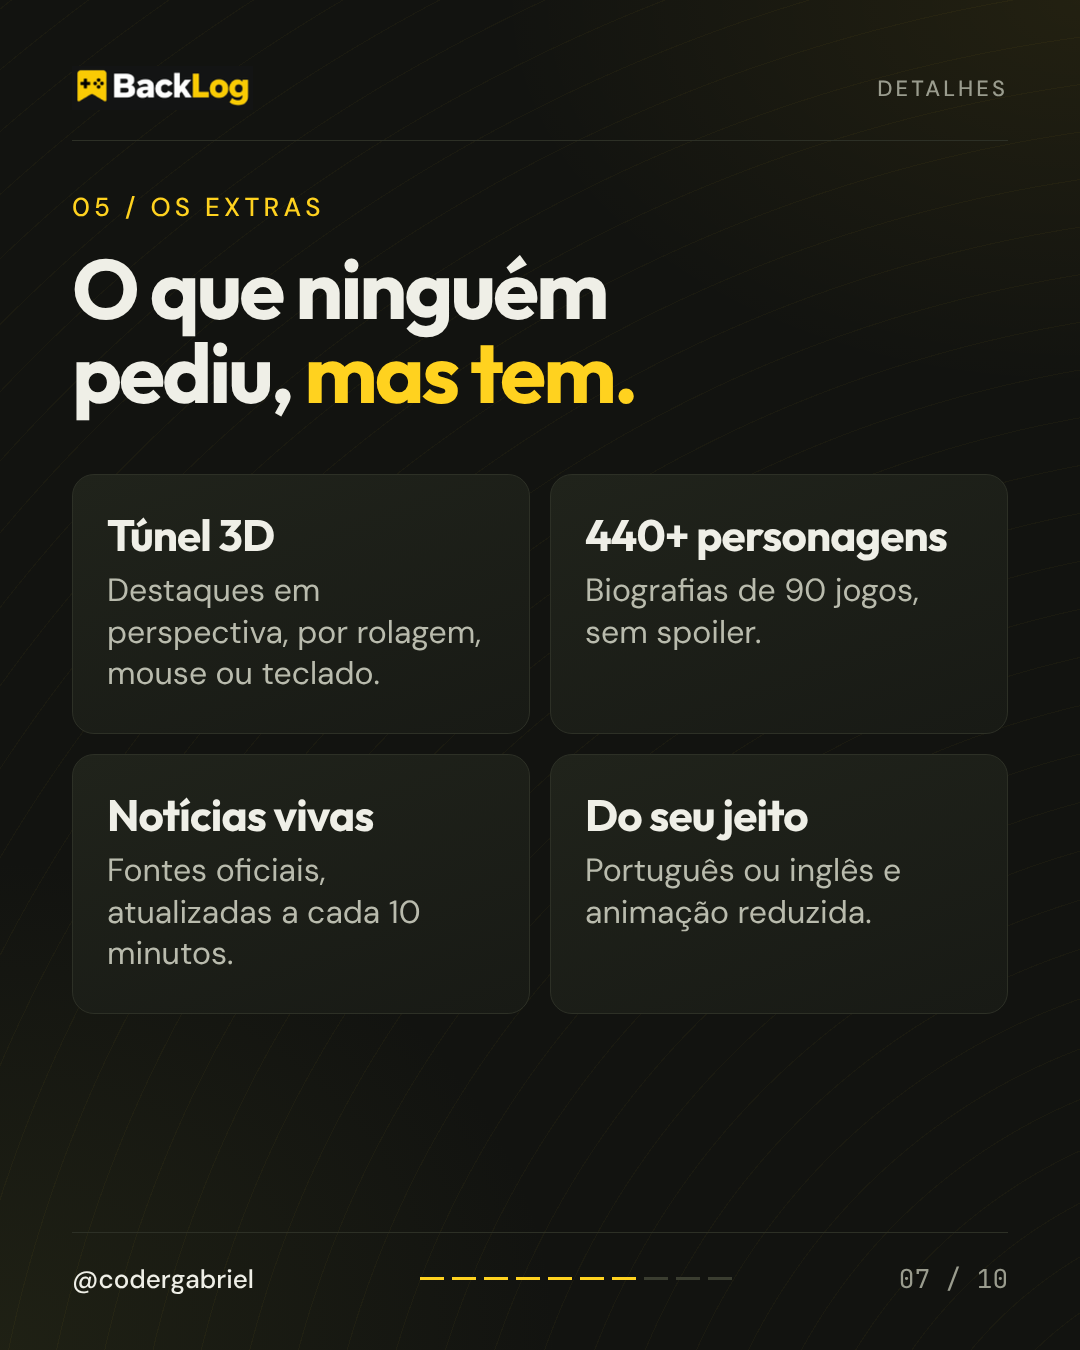 BackLog
DETALHES
05 / OS EXTRAS
O que ninguém
pediu, mas tem.
Túnel 3D
Destaques em
perspectiva, por rolagem,
mouse ou teclado.
440+ personagens
Biografias de 90 jogos,
sem spoiler.
Notícias vivas
Fontes oficiais,
atualizadas a cada 10
minutos.
Do seu jeito
Português ou inglês e
animação reduzida.
@codergabriel
07 / 10